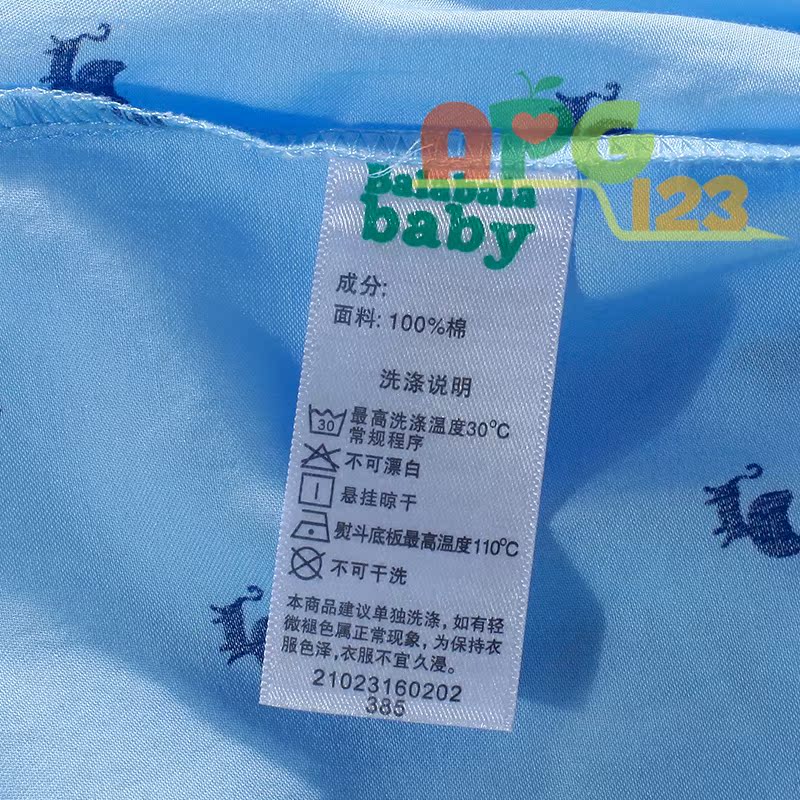 APG
123
balabala
baby
成分:
面料: 100%棉
洗涤说明
30
最高洗涤温度30°C
常规程序
不可漂白
悬挂晾干
熨斗底板最高温度110°C
不可干洗
本商品建议单独洗涤, 如有轻
微褪色属正常现象, 为保持衣
服色泽, 衣服不宜久浸。
21023160202
385